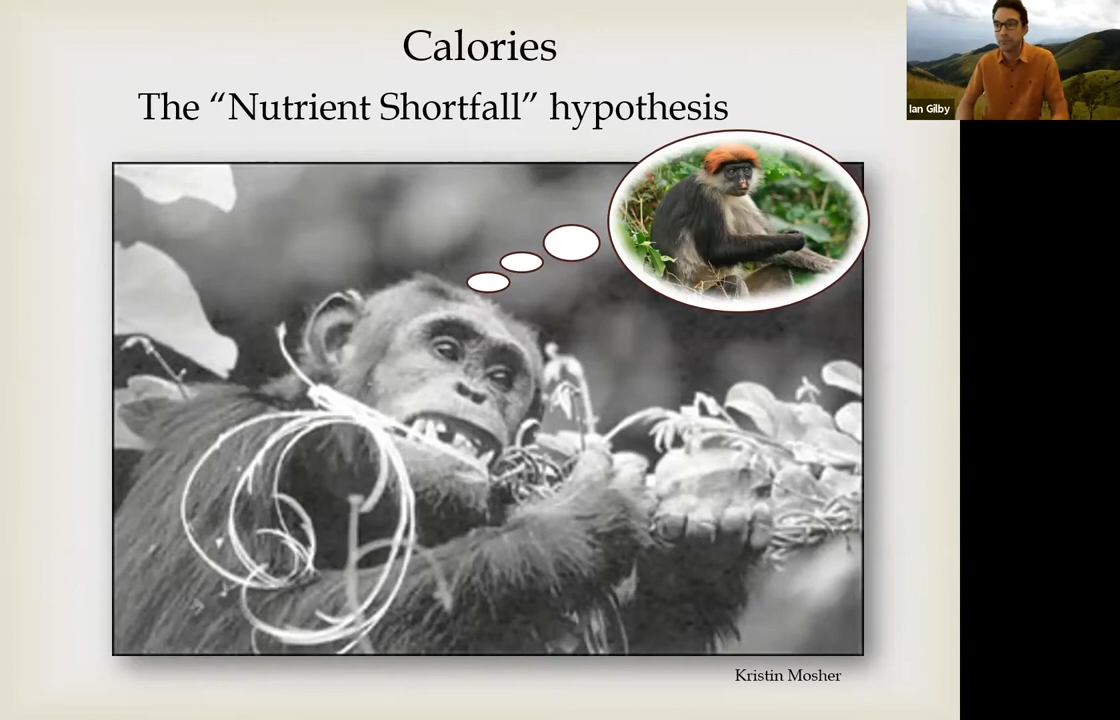 Calories
The “Nutrient Shortfall” hypothesis
Ian Gilby
Kristin Mosher